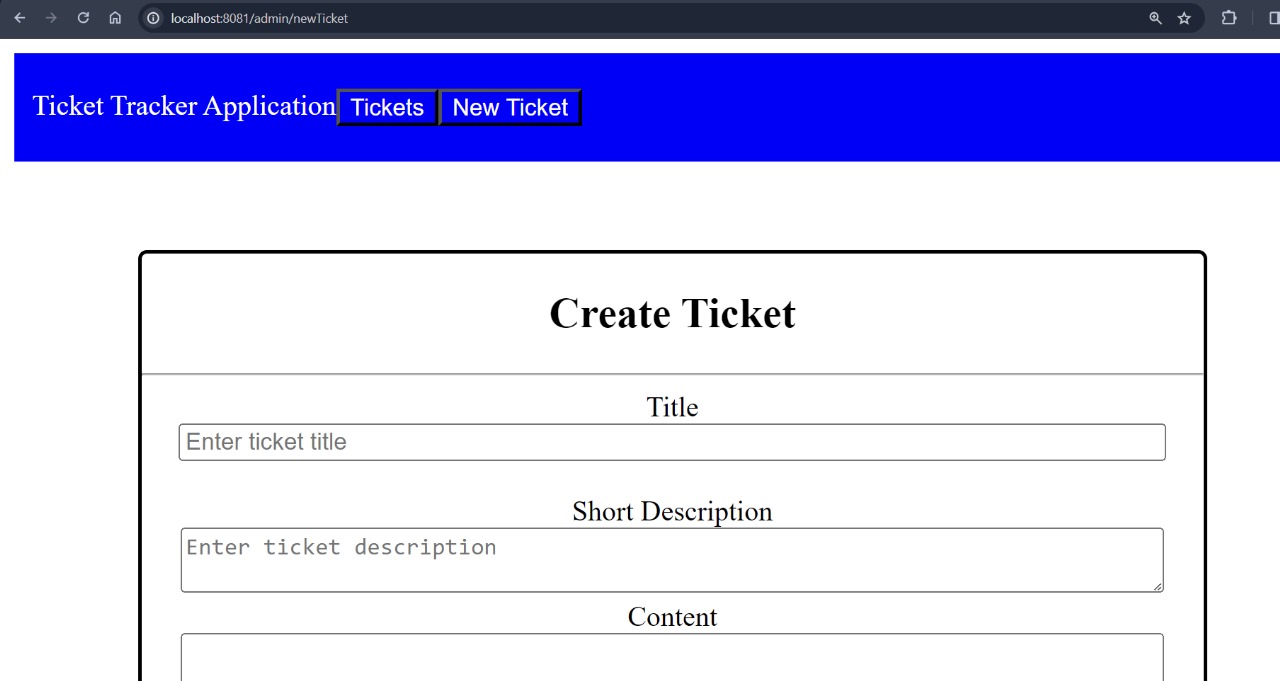 localhost:8081/admin/newTicket
Ticket Tracker Application Tickets New Ticket
Create Ticket
Title
Enter ticket title
Short Description
Enter ticket description
Content